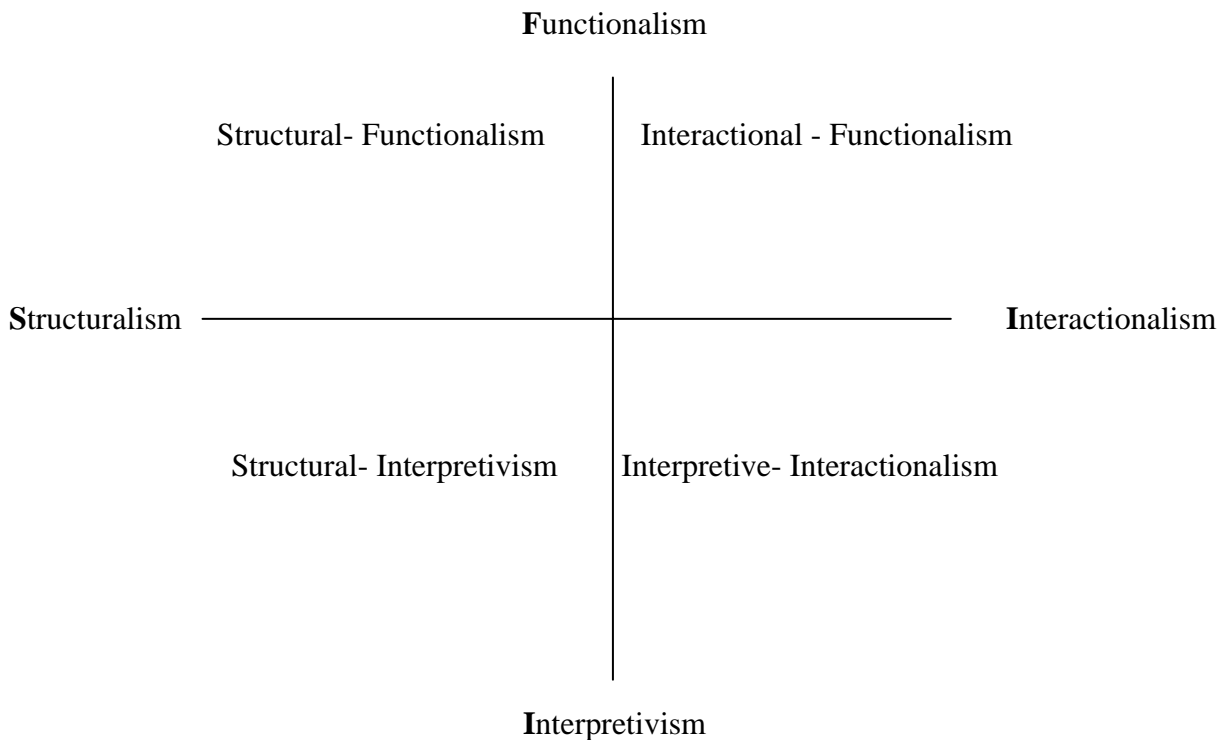 Functionalism
Structural- Functionalism
Interactional - Functionalism
Structuralism
Interactionalism
Structural- Interpretivism
Interpretive- Interactionalism
Interpretivism